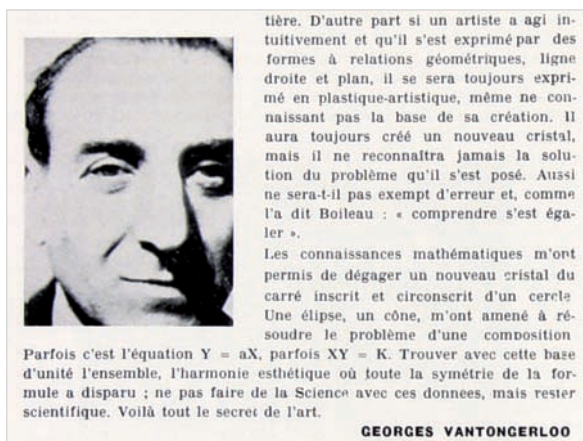 tière. D'autre part si un artiste a agi in-
tuitivement et qu'il s'est exprimé par des
formes à relations géométriques, ligne
droite et plan, il se sera toujours expri-
mé en plastique-artistique, même ne con-
naissant pas la base de sa création. Il
aura toujours créé un nouveau cristal,
mais il ne reconnaîtra jamais la solu-
tion du problème qu'il s'est posé. Aussi
ne sera-t-il pas exempt d'erreur et, comme
l'a dit Boileau : « comprendre s'est éga-
ler ».
Les connaissances mathématiques m'ont
permis de dégager un nouveau cristal du
carré inscrit et circonscrit d'un cercle
Une élipse, un cône, m'ont amené à ré-
soudre le problème d'une composition
Parfois c'est l'équation Y = aX, parfois XY = K. Trouver avec cette base
d'unité l'ensemble, l'harmonie esthétique où toute la symétrie de la for-
mule a disparu ; ne pas faire de la Science avec ces données, mais rester
scientifique. Voilà tout le secret de l'art.
GEORGES VANTONGERLOO